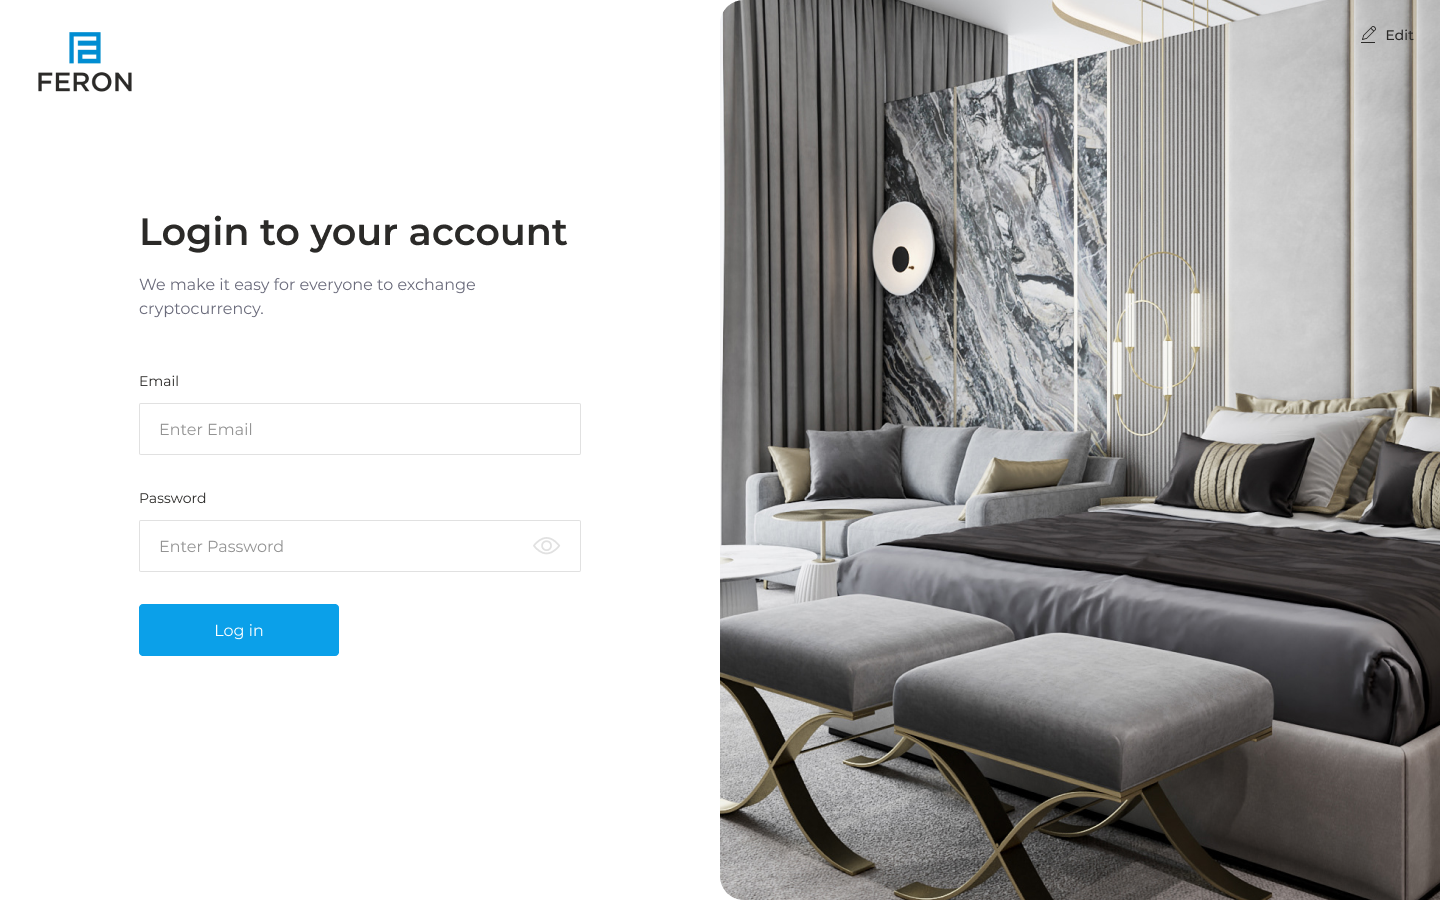 FERON
Edit
Login to your account
We make it easy for everyone to exchange
cryptocurrency.
Email
Enter Email
Password
Enter Password
Log in